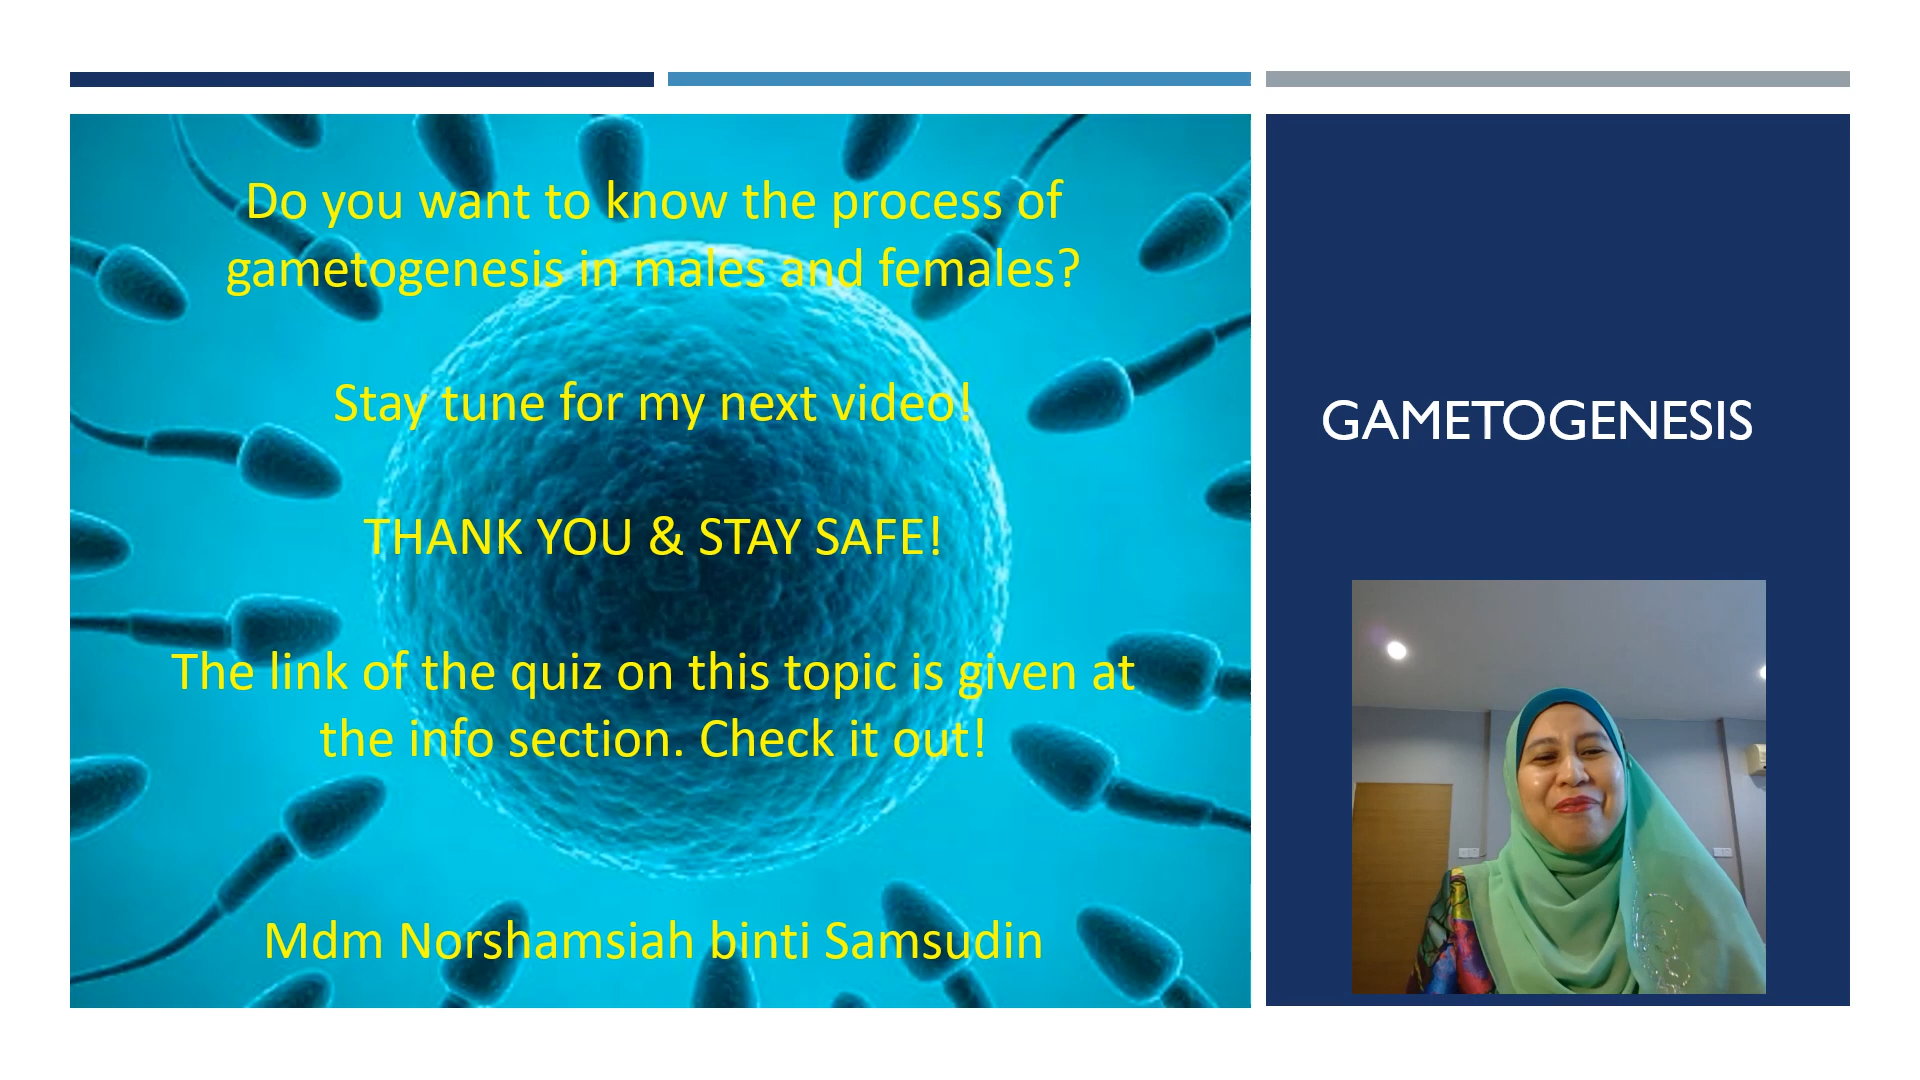 Do you want to know the process of
gametogenesis in males and females?
Stay tune for my next video!
THANK YOU & STAY SAFE!
The link of the quiz on this topic is given at
the info section. Check it out!
Mdm Norshamsiah binti Samsudin
GAMETOGENESIS